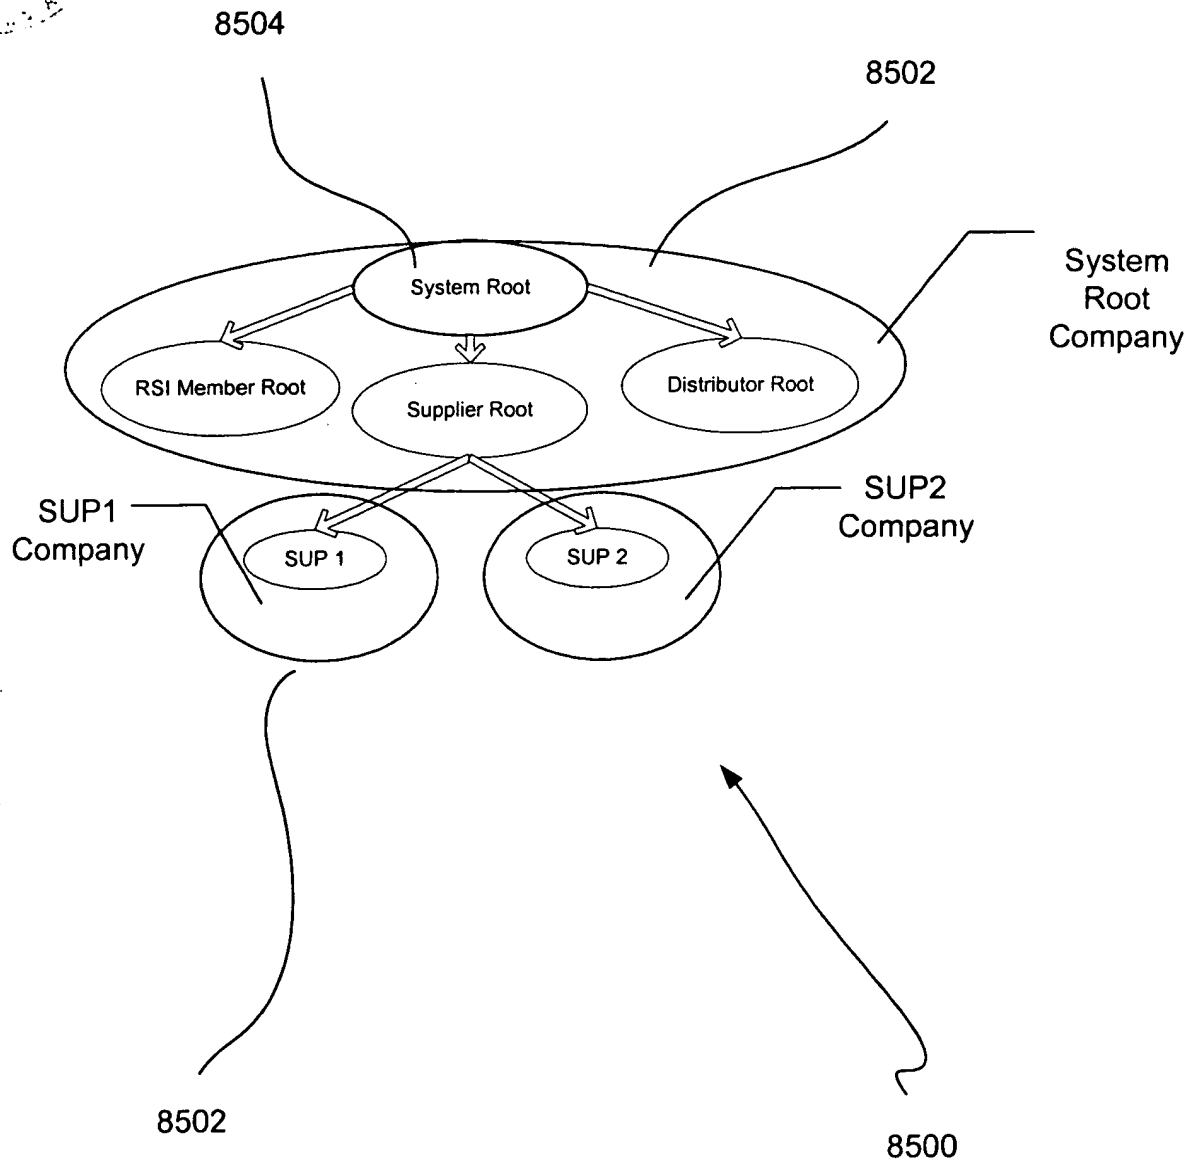 8504
8502
System Root
System
Root
Company
RSI Member Root
Supplier Root
Distributor Root
SUP1
Company
SUP2
Company
SUP 1
SUP 2
8502
8500